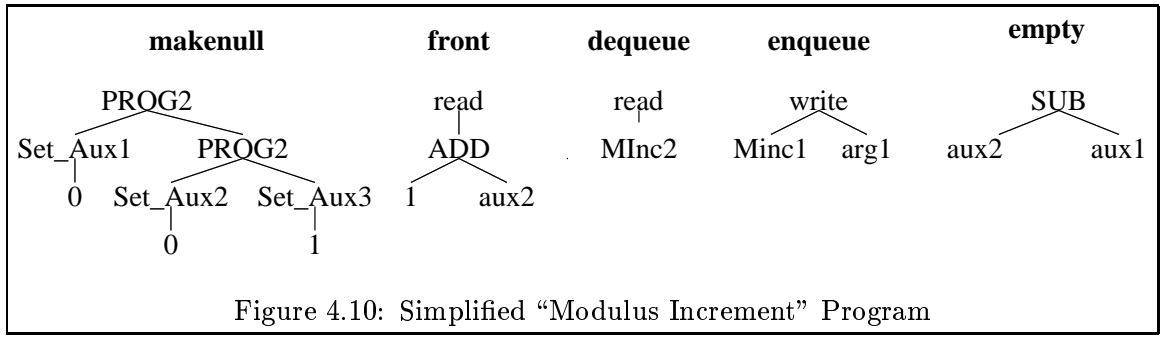 makenull front dequeue enqueue empty
PROG2 read read write SUB
Set_Aux1 PROG2 ADD MInc2 Minc1 arg1 aux2 aux1
0 Set_Aux2 Set_Aux3 1 aux2
0 1
Figure 4.10: Simplified “Modulus Increment” Program